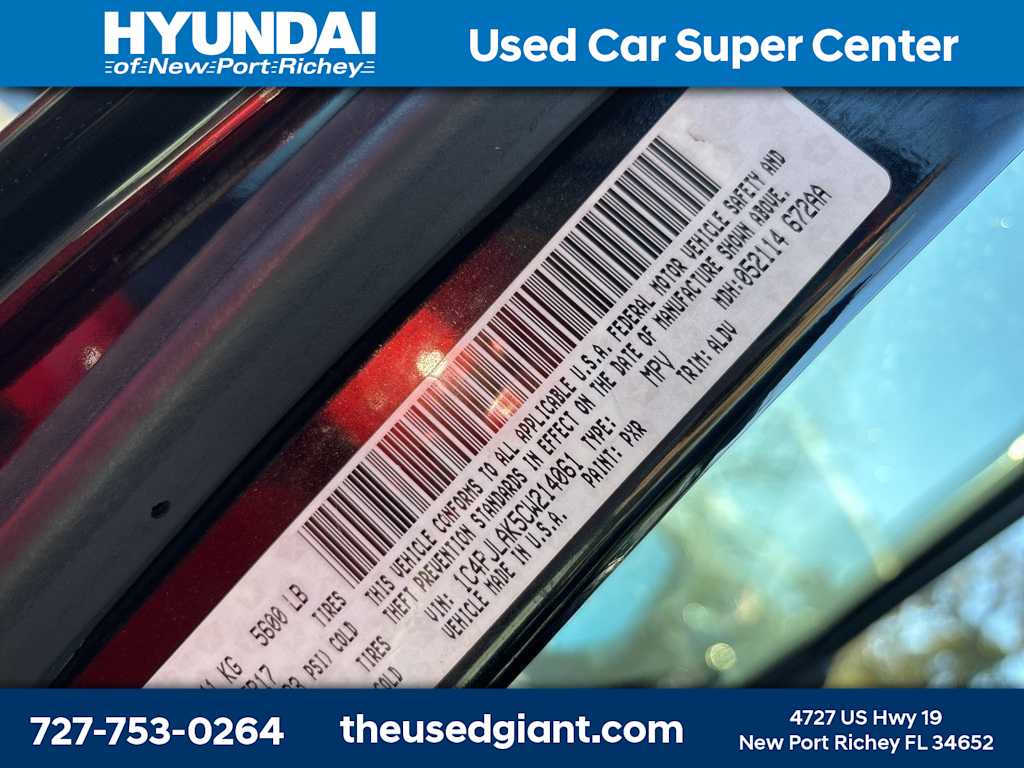 HYUNDAI
of New Port Richey
Used Car Super Center
KG 5600 LB
TIRES
PSI) COLD
TIRES
COLD
THIS VEHICLE CONFORMS TO ALL APPLICABLE U.S.A. FEDERAL MOTOR VEHICLE SAFETY AND
THEFT PREVENTION STANDARDS IN EFFECT ON THE DATE OF MANUFACTURE SHOWN ABOVE.
VIN: 1C4PJLAK5CW214061 TYPE: MPV MDH: 052114 672AA
VEHICLE MADE IN U.S.A. PAINT: PXR TRIM: ALDV
727-753-0264
theusedgiant.com
4727 US Hwy 19
New Port Richey FL 34652